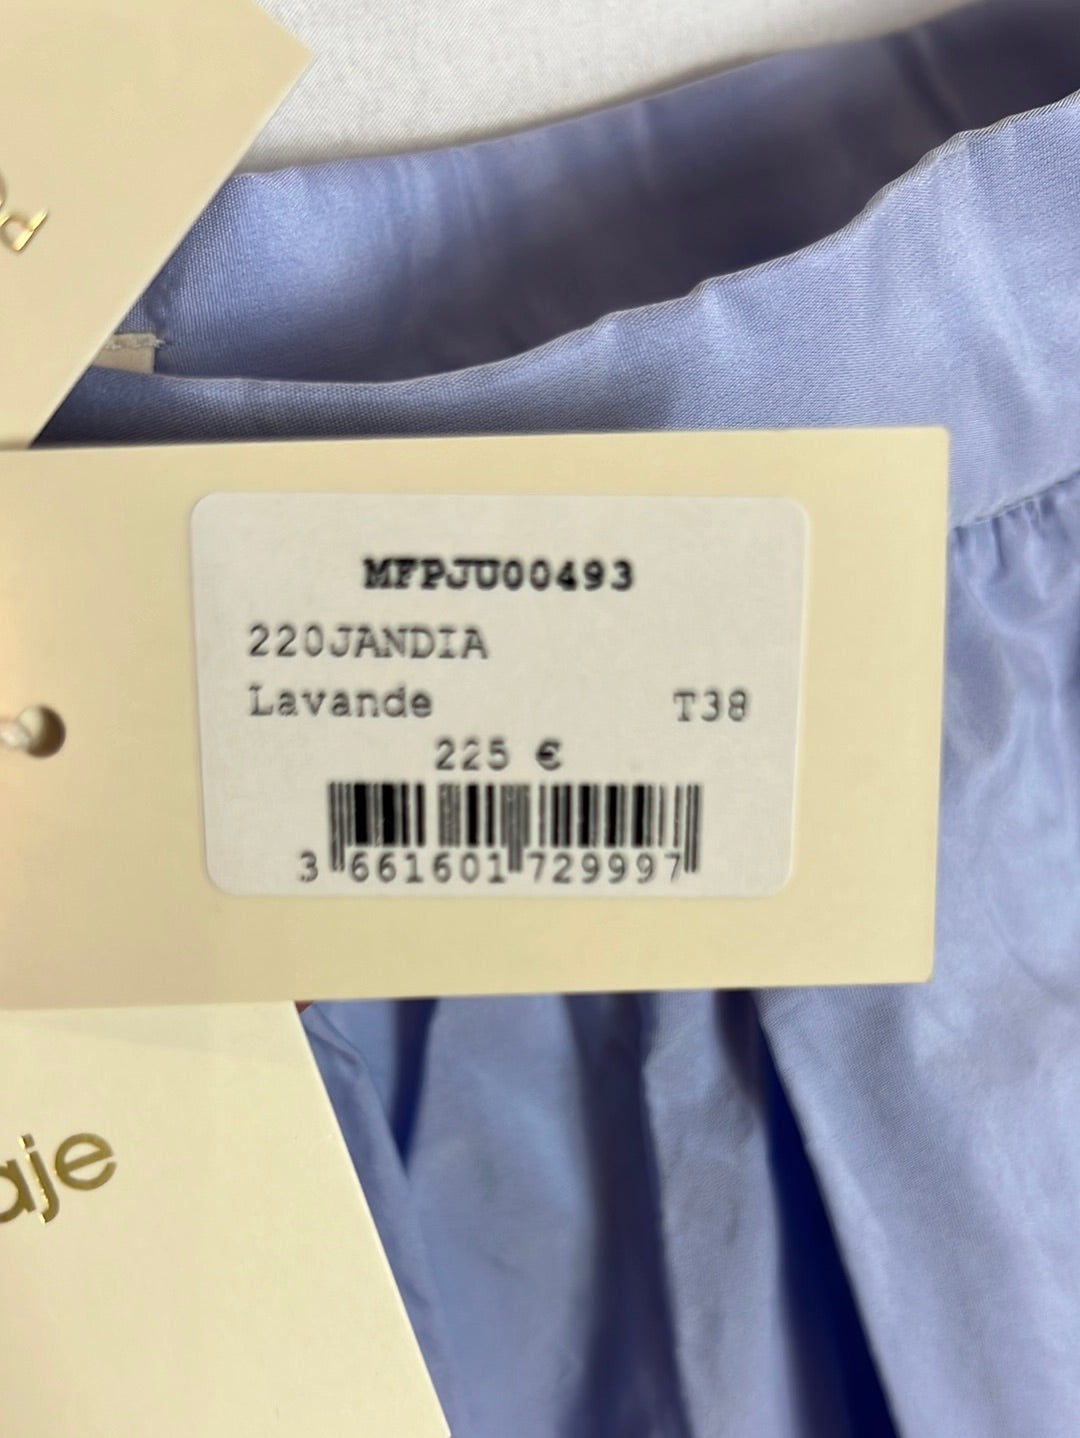 MFPJU00493
220JANDIA
Lavande T38
225 €
3 661601 729997
aje